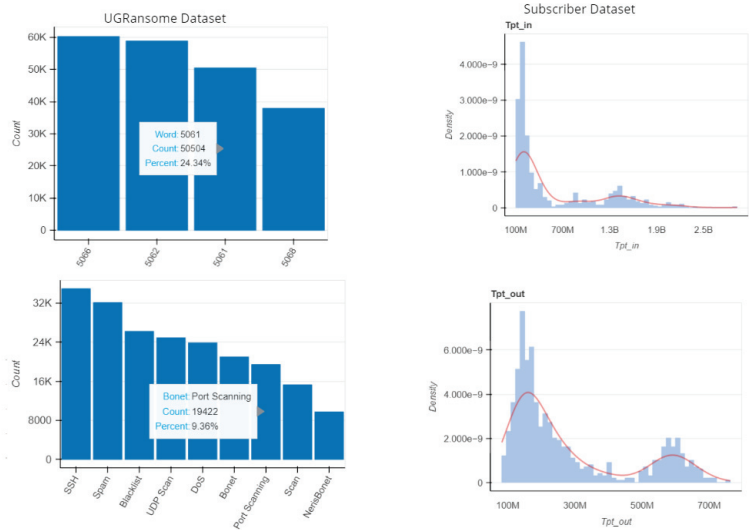 UGRansome Dataset
60K
50K
40K
30K
20K
10K
0
Count
Word: 5061
Count: 50504
Percent: 24.34%
5066
5062
5061
5068
32K
24K
16K
8000
0
Count
Bonet: Port Scanning
Count: 19422
Percent: 9.36%
SSH
Spam
Blacklist
UDP Scan
DoS
Bonet
Port Scanning
Scan
NerisBonet
Subscriber Dataset
Tpt_in
4.000e-9
3.000e-9
2.000e-9
1.000e-9
0
Density
100M
700M
1.3B
1.9B
2.5B
Tpt_in
Tpt_out
6.000e-9
4.000e-9
2.000e-9
0
Density
100M
300M
500M
700M
Tpt_out